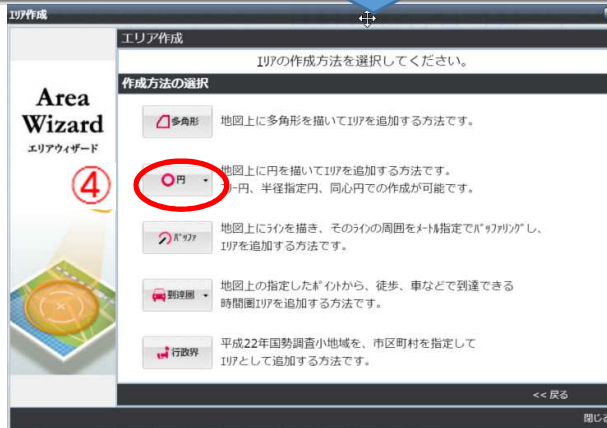 ｴﾘｱ作成
エリア作成
ｴﾘｱの作成方法を選択してください。
作成方法の選択
Area
Wizard
エリアウィザード
④
多角形
地図上に多角形を描いてｴﾘｱを追加する方法です。
円
地図上に円を描いてｴﾘｱを追加する方法です。
ﾌﾘｰ円、半径指定円、同心円での作成が可能です。
ﾊﾞｯﾌｧ
地図上にﾗｲﾝを描き、そのﾗｲﾝの周囲をﾒｰﾄﾙ指定でﾊﾞｯﾌｧﾘﾝｸﾞし、
ｴﾘｱを追加する方法です。
到達圏
地図上の指定したﾎﾟｲﾝﾄから、徒歩、車などで到達できる
時間圏ｴﾘｱを追加する方法です。
行政界
平成22年国勢調査小地域を、市区町村を指定して
ｴﾘｱとして追加する方法です。
<< 戻る
閉じる